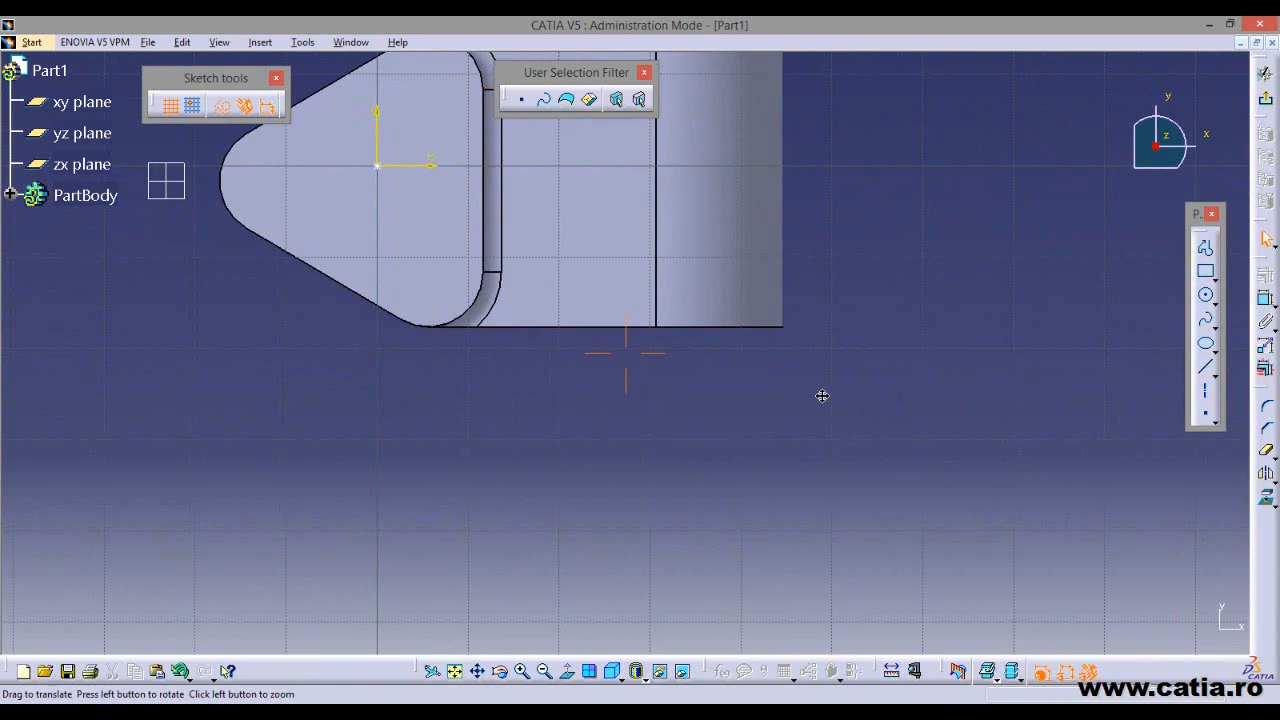 CATIA V5 : Administration Mode - [Part1]
Start ENOVIA V5 VPM File Edit View Insert Tools Window Help
Part1
Sketch tools
User Selection Filter
xy plane
yz plane
zx plane
PartBody
H
y
x
z
P..
y
x
Drag to translate Press left button to rotate Click left button to zoom
CATIA
www.catia.ro